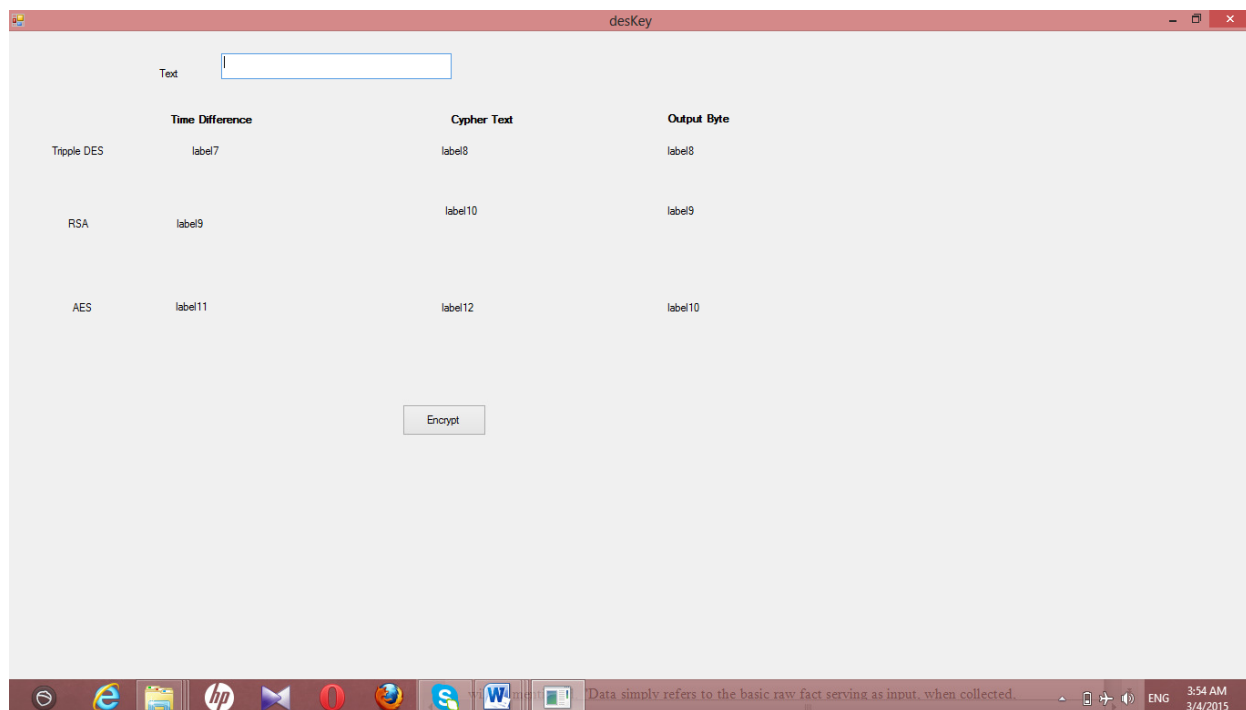 desKey
Text
Time Difference Cypher Text Output Byte
Tripple DES label7 label8 label8
RSA label9 label10 label9
AES label11 label12 label10
Encrypt
Data simply refers to the basic raw fact serving as input, when collected,
ENG 3:54 AM
3/4/2015